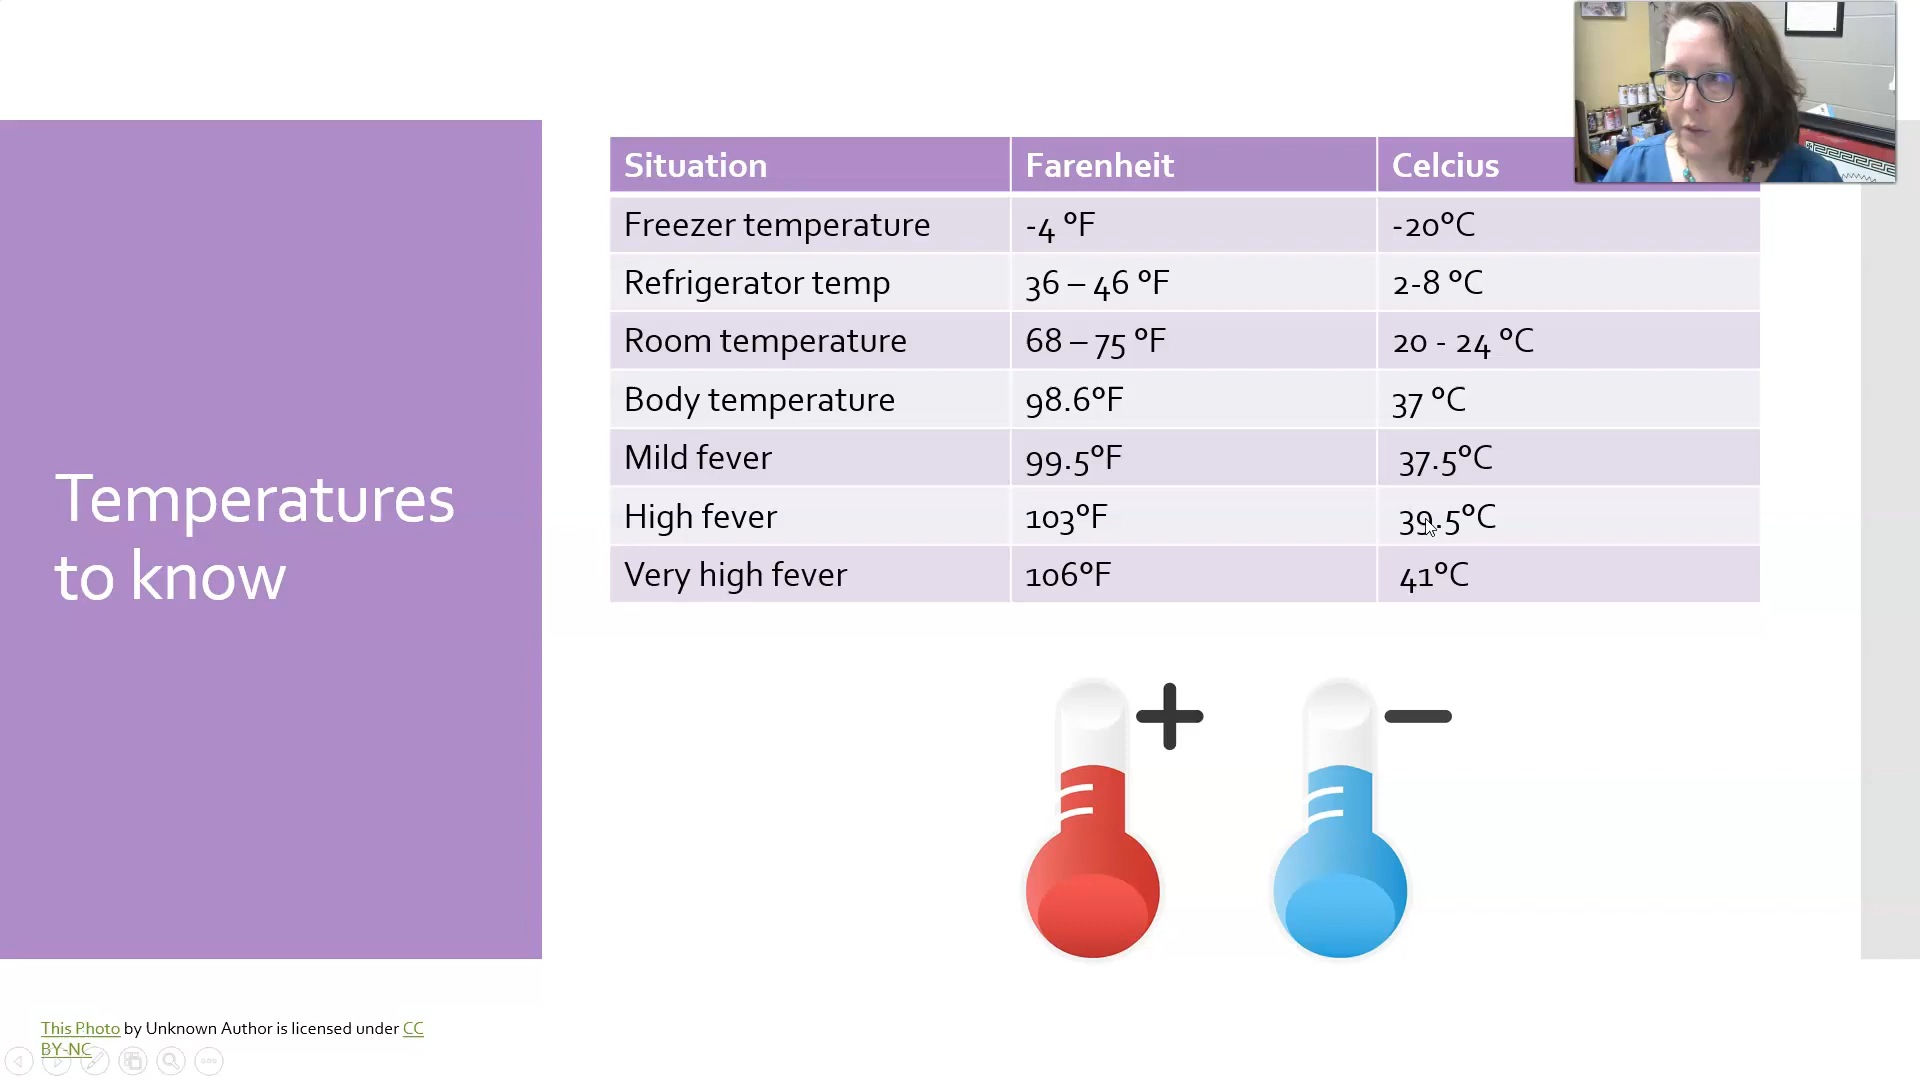 Temperatures
to know
Situation Farenheit Celcius
Freezer temperature -4 °F -20°C
Refrigerator temp 36 – 46 °F 2-8 °C
Room temperature 68 – 75 °F 20 - 24 °C
Body temperature 98.6°F 37 °C
Mild fever 99.5°F 37.5°C
High fever 103°F 39.5°C
Very high fever 106°F 41°C
This Photo by Unknown Author is licensed under CC
BY-NC